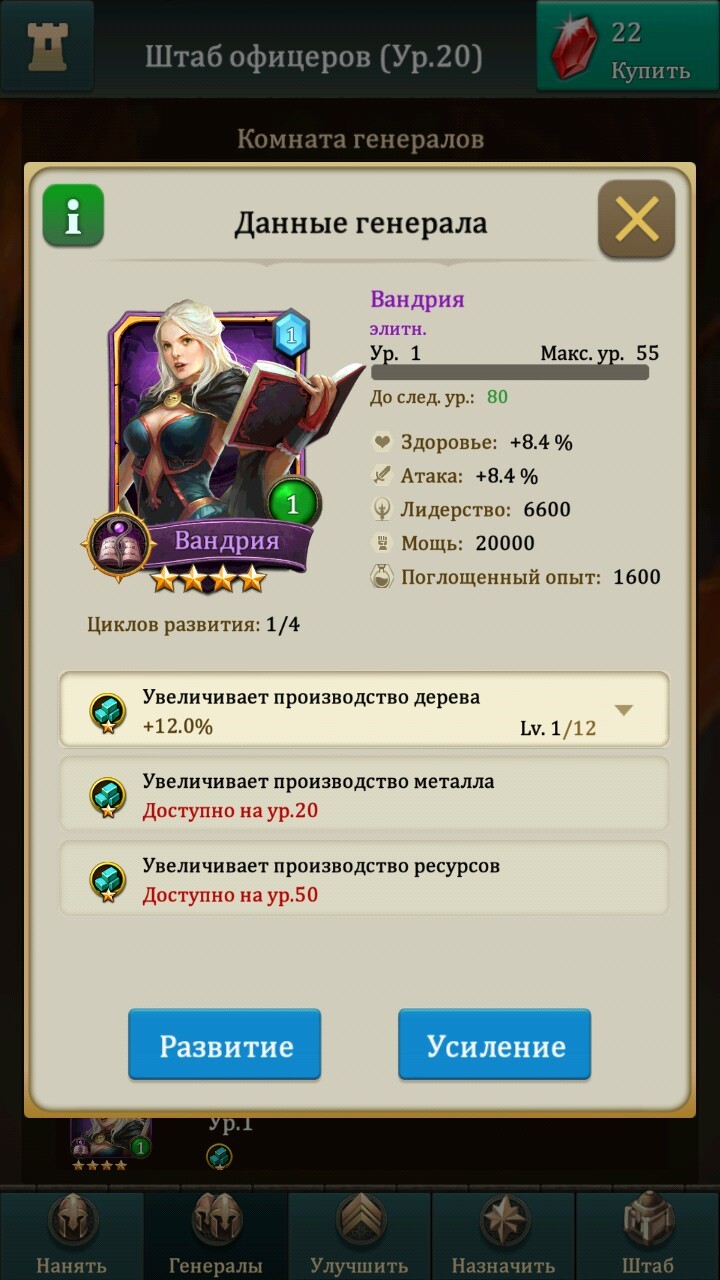 Штаб офицеров (Ур.20)
22
Купить
Комната генералов
i
Данные генерала
Вандрия
элитн.
Ур. 1 Макс. ур. 55
До след. ур.: 80
Здоровье: +8.4 %
Атака: +8.4 %
Лидерство: 6600
Мощь: 20000
Поглощенный опыт: 1600
1
1
Вандрия
Циклов развития: 1/4
Увеличивает производство дерева
+12.0% Lv. 1/12
Увеличивает производство металла
Доступно на ур.20
Увеличивает производство ресурсов
Доступно на ур.50
Развитие Усиление
Ур.1
1
Нанять Генералы Улучшить Назначить Штаб